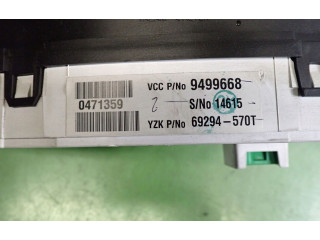 VCC P/No 9499668
0471359
2 S/No 14615
YZK P/No 69294-570T